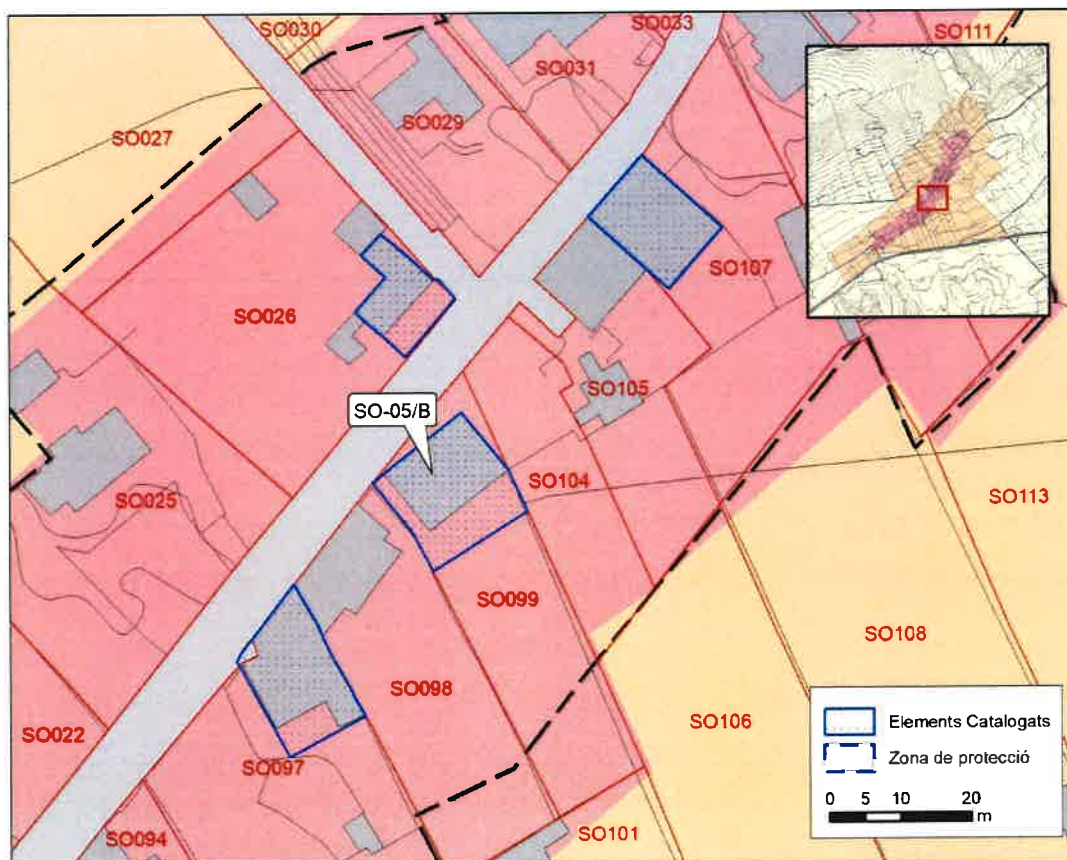 SO030
SO033
SO111
SO031
SO029
SO027
SO107
SO026
SO105
SO-05/B
SO104
SO113
SO025
SO099
SO108
SO098
SO106
SO022
SO097
SO094
SO101
Elements Catalogats
Zona de protecció
0 5 10 20
m